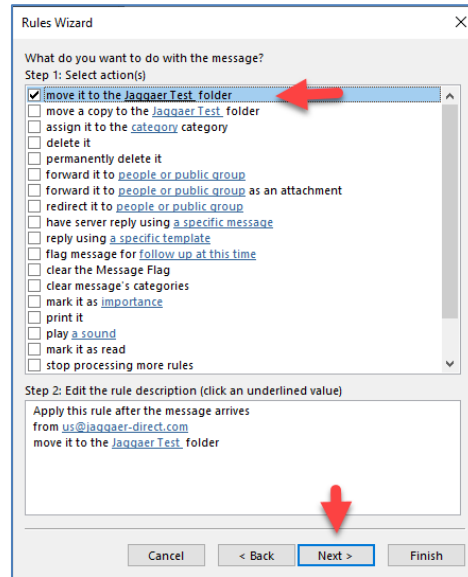 Rules Wizard
What do you want to do with the message?
Step 1: Select action(s)
move it to the Jaggaer Test folder
move a copy to the Jaggaer Test folder
assign it to the category category
delete it
permanently delete it
forward it to people or public group
forward it to people or public group as an attachment
redirect it to people or public group
have server reply using a specific message
reply using a specific template
flag message for follow up at this time
clear the Message Flag
clear message's categories
mark it as importance
print it
play a sound
mark it as read
stop processing more rules
Step 2: Edit the rule description (click an underlined value)
Apply this rule after the message arrives
from us@jaggaer-direct.com
move it to the Jaggaer Test folder
Cancel < Back Next > Finish